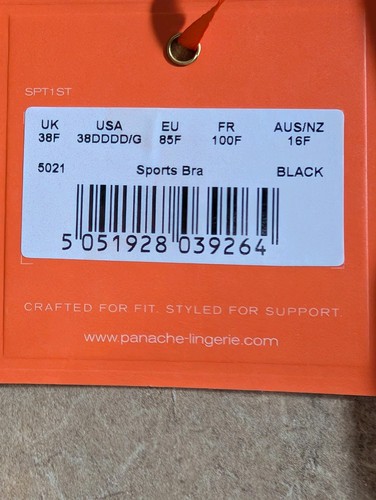 SPT1ST
UK USA EU FR AUS/NZ
38F 38DDDD/G 85F 100F 16F
5021 Sports Bra BLACK
5 051928 039264
CRAFTED FOR FIT. STYLED FOR SUPPORT.
www.panache-lingerie.com